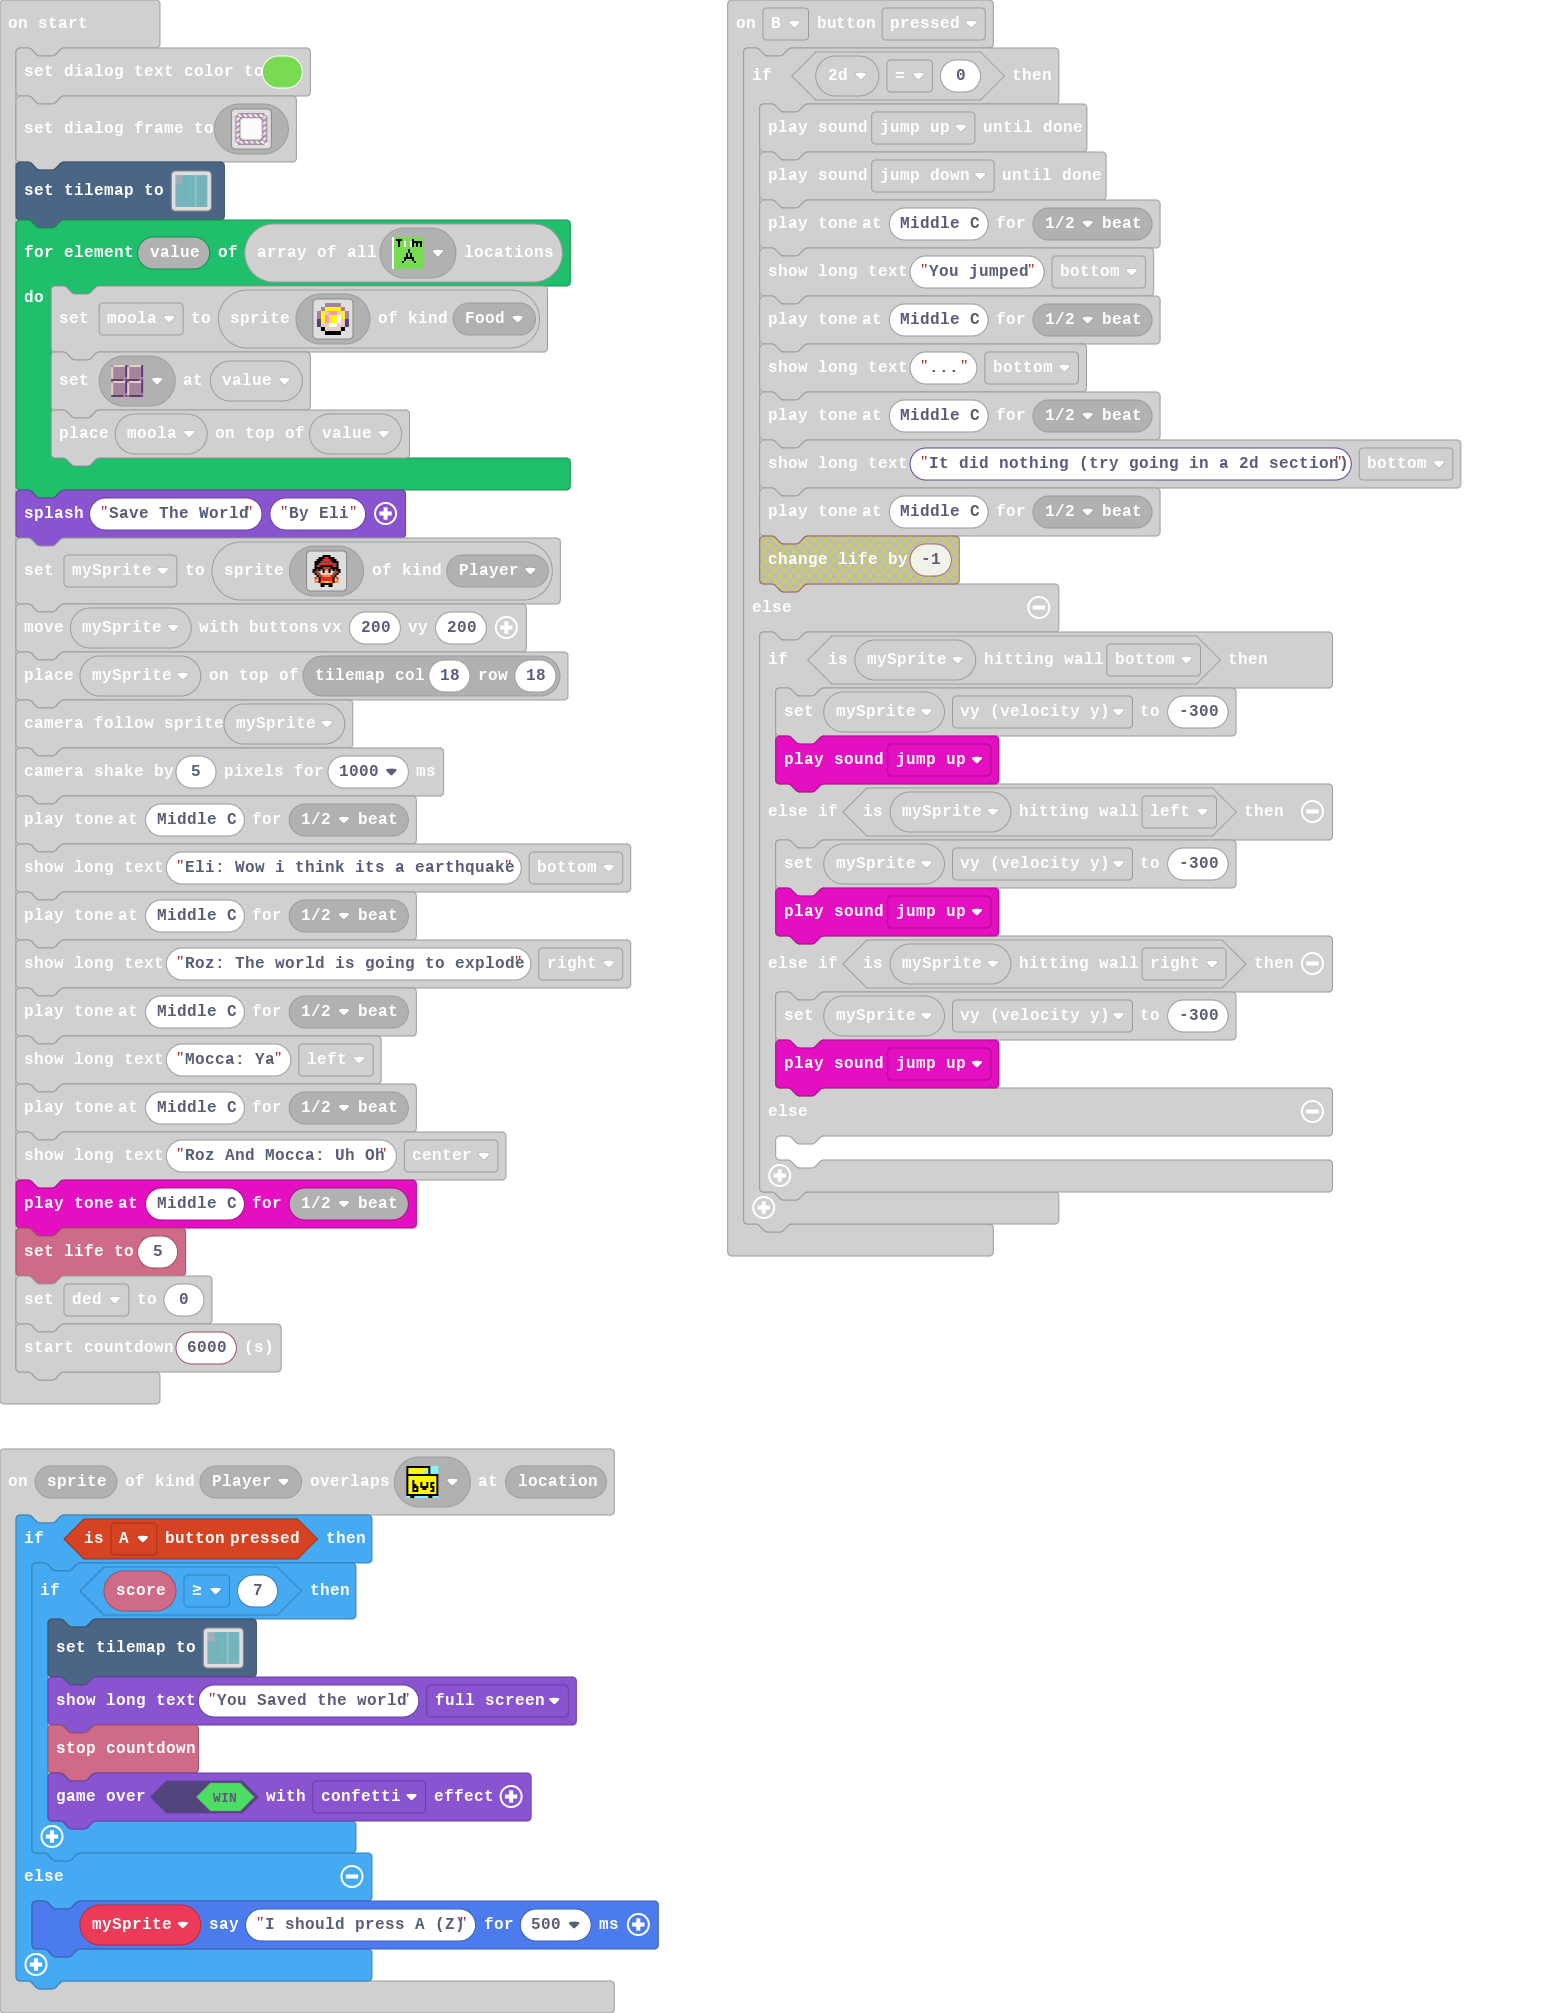 on start
set dialog text color to
set dialog frame to
set tilemap to
for element value of array of all Tim A locations
do
set moola to sprite of kind Food
set at value
place moola on top of value
splash "Save The World" "By Eli"
set mySprite to sprite of kind Player
move mySprite with buttons vx 200 vy 200
place mySprite on top of tilemap col 18 row 18
camera follow sprite mySprite
camera shake by 5 pixels for 1000 ms
play tone at Middle C for 1/2 beat
show long text "Eli: Wow i think its a earthquake" bottom
play tone at Middle C for 1/2 beat
show long text "Roz: The world is going to explode" right
play tone at Middle C for 1/2 beat
show long text "Mocca: Ya" left
play tone at Middle C for 1/2 beat
show long text "Roz And Mocca: Uh Oh" center
play tone at Middle C for 1/2 beat
set life to 5
set ded to 0
start countdown 6000 (s)
on B button pressed
if 2d = 0 then
play sound jump up until done
play sound jump down until done
play tone at Middle C for 1/2 beat
show long text "You jumped" bottom
play tone at Middle C for 1/2 beat
show long text "..." bottom
play tone at Middle C for 1/2 beat
show long text "It did nothing (try going in a 2d section)" bottom
play tone at Middle C for 1/2 beat
change life by -1
else
if is mySprite hitting wall bottom then
set mySprite vy (velocity y) to -300
play sound jump up
else if is mySprite hitting wall left then
set mySprite vy (velocity y) to -300
play sound jump up
else if is mySprite hitting wall right then
set mySprite vy (velocity y) to -300
play sound jump up
else
on sprite of kind Player overlaps bus at location
if is A button pressed then
if score ≥ 7 then
set tilemap to
show long text "You Saved the world" full screen
stop countdown
game over WIN with confetti effect
else
mySprite say "I should press A (Z)" for 500 ms